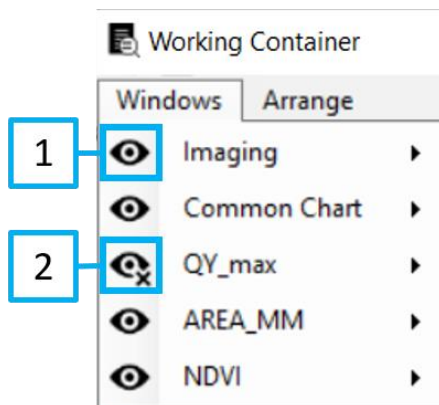 Working Container
Windows Arrange
1 Imaging
Common Chart
2 QY_max
AREA_MM
NDVI